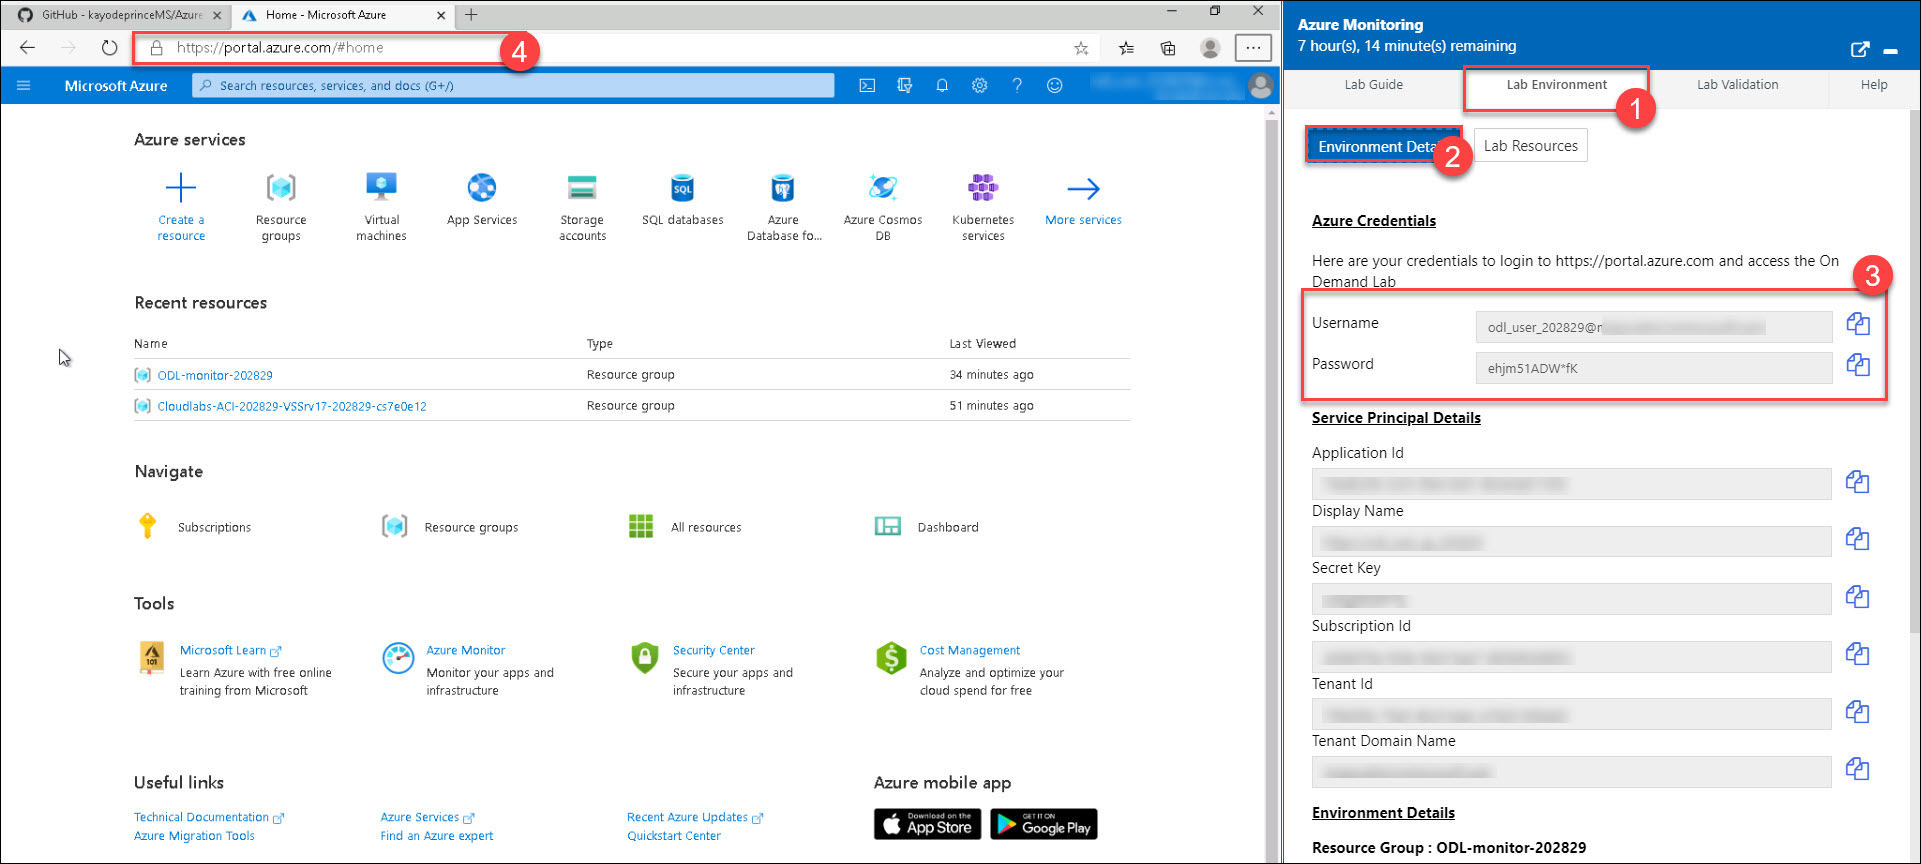 GitHub - kayodeprinceMS/Azure
Home - Microsoft Azure
https://portal.azure.com/#home
4
Microsoft Azure
Search resources, services, and docs (G+/)
Azure services
Create a
resource
Resource
groups
Virtual
machines
App Services
Storage
accounts
SQL
SQL databases
Azure
Database fo...
Azure Cosmos
DB
Kubernetes
services
More services
Recent resources
Name Type Last Viewed
ODL-monitor-202829 Resource group 34 minutes ago
Cloudlabs-ACI-202829-VSSrv17-202829-cs7e0e12 Resource group 51 minutes ago
Navigate
Subscriptions
Resource groups
All resources
Dashboard
Tools
101
Microsoft Learn
Learn Azure with free online
training from Microsoft
Azure Monitor
Monitor your apps and
infrastructure
Security Center
Secure your apps and
infrastructure
Cost Management
Analyze and optimize your
cloud spend for free
Useful links
Technical Documentation
Azure Migration Tools
Azure Services
Find an Azure expert
Recent Azure Updates
Quickstart Center
Azure mobile app
Download on the
App Store
GET IT ON
Google Play
Azure Monitoring
7 hour(s), 14 minute(s) remaining
Lab Guide
Lab Environment
1
Lab Validation
Help
Environment Deta
2
Lab Resources
Azure Credentials
Here are your credentials to login to https://portal.azure.com and access the On
Demand Lab
3
Username
odl_user_202829@
Password
ehjm51ADW*fK
Service Principal Details
Application Id
Display Name
Secret Key
Subscription Id
Tenant Id
Tenant Domain Name
Environment Details
Resource Group : ODL-monitor-202829